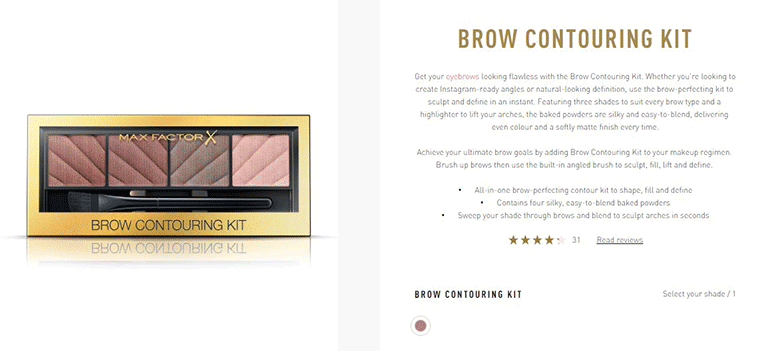 MAX FACTOR X
BROW CONTOURING KIT
BROW CONTOURING KIT
Get your eyebrows looking flawless with the Brow Contouring Kit. Whether you're looking to
create Instagram-ready angles or natural-looking definition, use the brow-perfecting kit to
sculpt and define in an instant. Featuring three shades to suit every brow type and a
highlighter to lift your arches, the baked powders are silky and easy-to-blend, delivering
even colour and a softly matte finish every time.
Achieve your ultimate brow goals by adding Brow Contouring Kit to your makeup regimen.
Brush up brows then use the built-in angled brush to sculpt, fill, lift and define.
• All-in-one brow-perfecting contour kit to shape, fill and define
• Contains four silky, easy-to-blend baked powders
• Sweep your shade through brows and blend to sculpt arches in seconds
31 Read reviews
BROW CONTOURING KIT Select your shade / 1